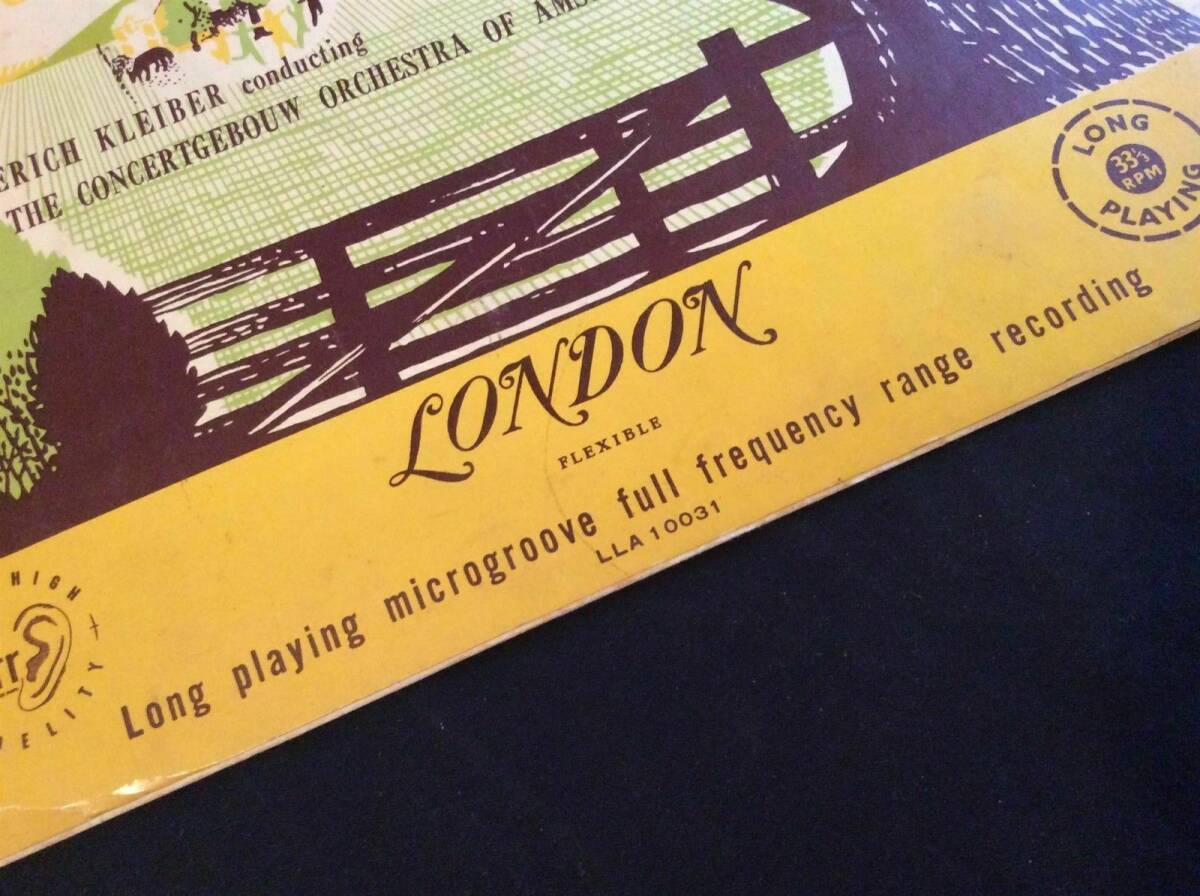 ERICH KLEIBER conducting
THE CONCERTGEBOUW ORCHESTRA OF
LONG
33⅓
RPM
PLAYING
LONDON
FLEXIBLE
Long playing microgroove full frequency range recording
LLA 10031
HIGH